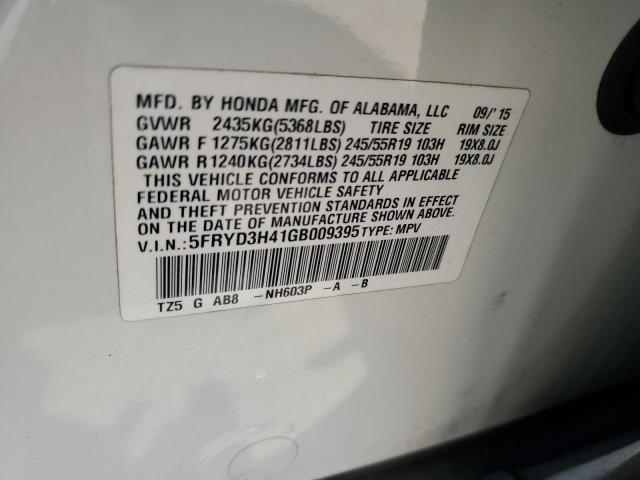 MFD. BY HONDA MFG. OF ALABAMA, LLC 09/'15
GVWR 2435KG(5368LBS) TIRE SIZE RIM SIZE
GAWR F 1275KG(2811LBS) 245/55R19 103H 19X8.0J
GAWR R 1240KG(2734LBS) 245/55R19 103H 19X8.0J
THIS VEHICLE CONFORMS TO ALL APPLICABLE
FEDERAL MOTOR VEHICLE SAFETY
AND THEFT PREVENTION STANDARDS IN EFFECT
ON THE DATE OF MANUFACTURE SHOWN ABOVE.
V.I.N.: 5FRYD3H41GB009395 TYPE: MPV
TZ5 G AB8 -NH603P -A -B